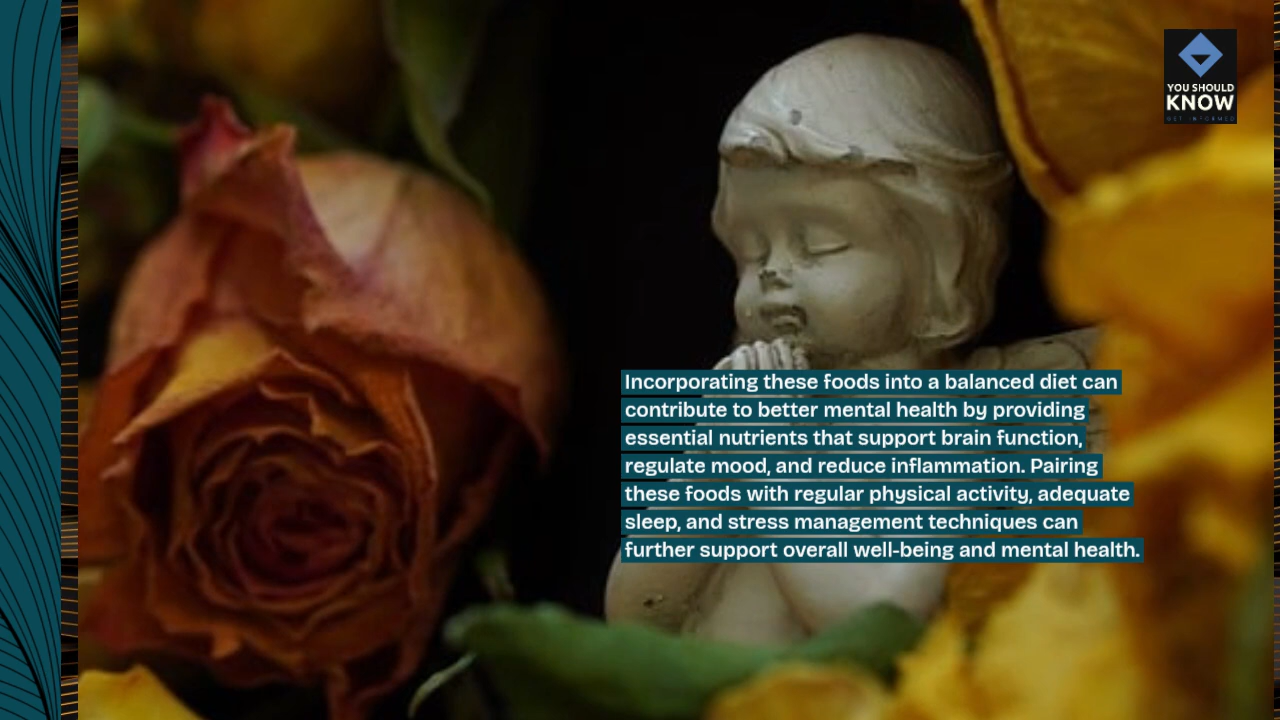 YOU SHOULD
KNOW
GET INFORMED
Incorporating these foods into a balanced diet can
contribute to better mental health by providing
essential nutrients that support brain function,
regulate mood, and reduce inflammation. Pairing
these foods with regular physical activity, adequate
sleep, and stress management techniques can
further support overall well-being and mental health.